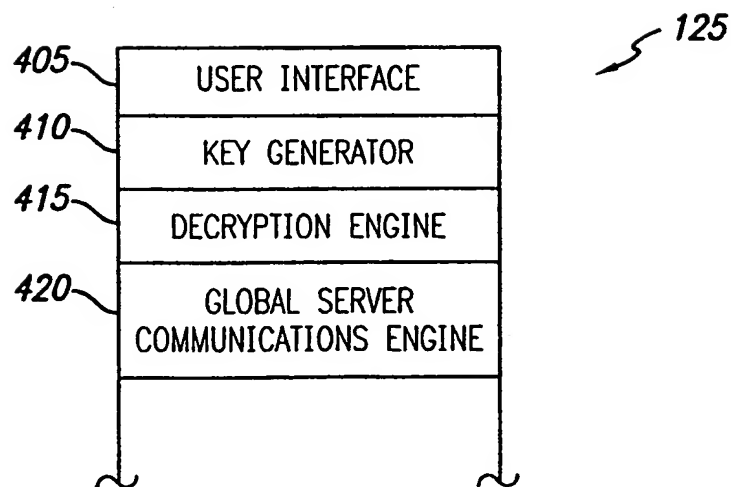 125
405 USER INTERFACE
410 KEY GENERATOR
415 DECRYPTION ENGINE
420 GLOBAL SERVER
COMMUNICATIONS ENGINE